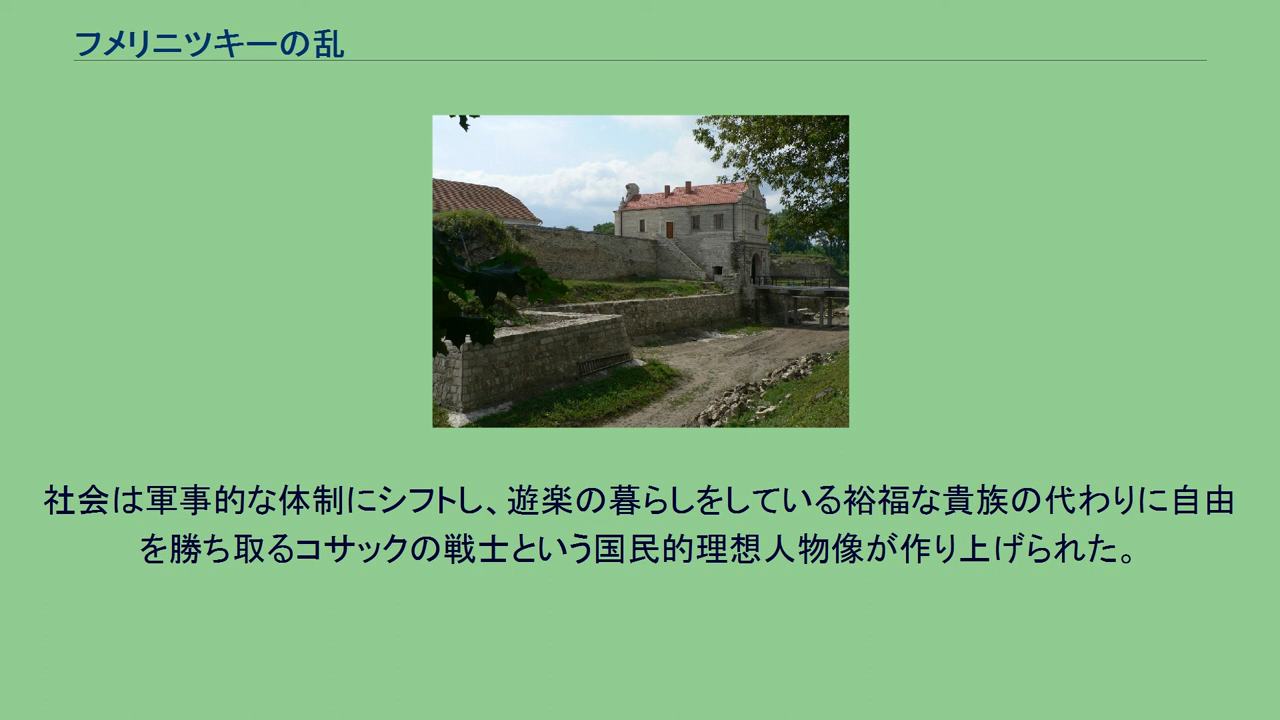 フメリニツキーの乱
社会は軍事的な体制にシフトし、遊楽の暮らしをしている裕福な貴族の代わりに自由
を勝ち取るコサックの戦士という国民的理想人物像が作り上げられた。